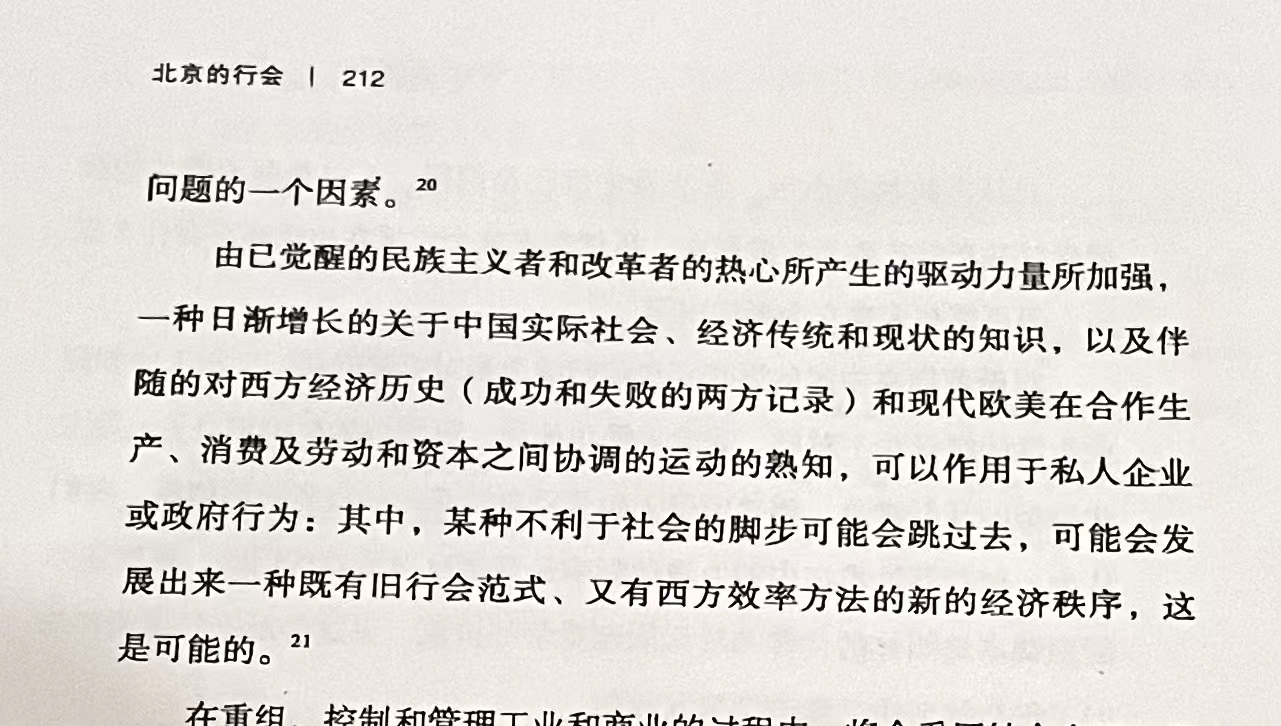 北京的行会 | 212
问题的一个因素。20
由已觉醒的民族主义者和改革者的热心所产生的驱动力量所加强，
一种日渐增长的关于中国实际社会、经济传统和现状的知识，以及伴
随的对西方经济历史（成功和失败的两方记录）和现代欧美在合作生
产、消费及劳动和资本之间协调的运动的熟知，可以作用于私人企业
或政府行为：其中，某种不利于社会的脚步可能会跳过去，可能会发
展出来一种既有旧行会范式、又有西方效率方法的新的经济秩序，这
是可能的。21
在重组、控制和管理工业和商业的过程中